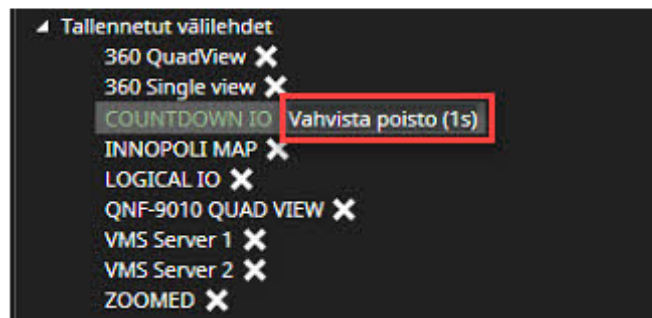 Tallennetut välilehdet
360 QuadView
360 Single view
COUNTDOWN IO Vahvista poisto (1s)
INNOPOLI MAP
LOGICAL IO
QNF-9010 QUAD VIEW
VMS Server 1
VMS Server 2
ZOOMED